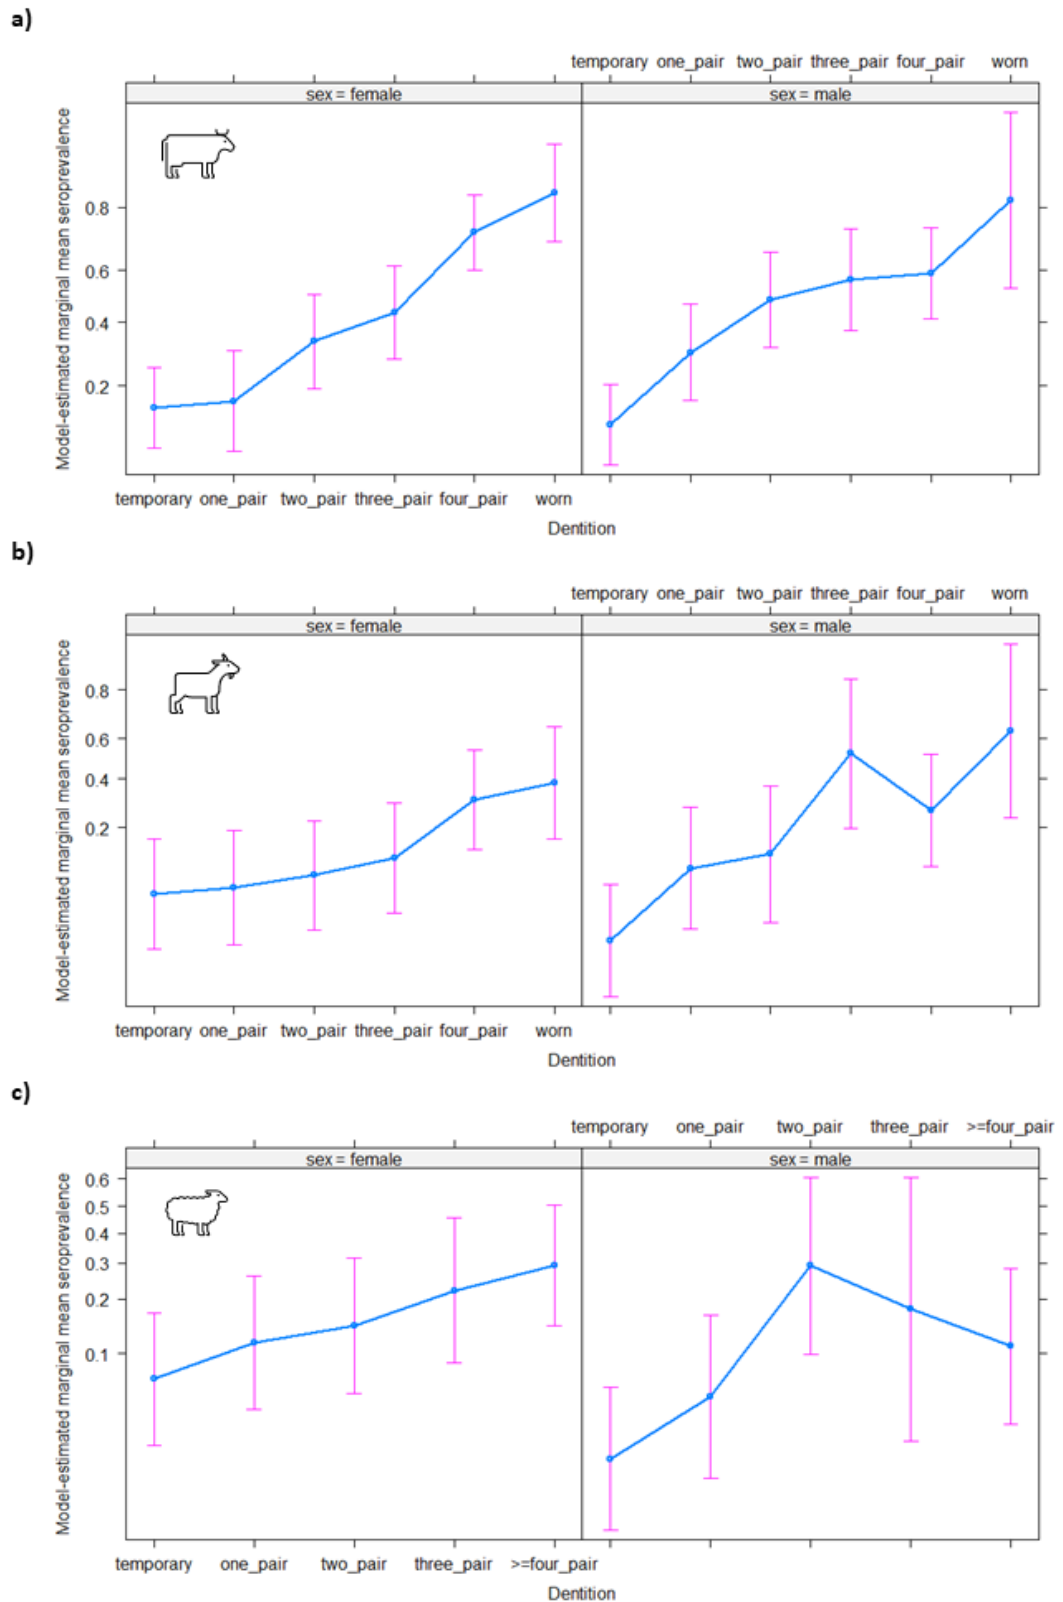 a)
temporary one_pair two_pair three_pair four_pair worn
sex = female sex = male
Model-estimated marginal mean seroprevalence
0.8
0.6
0.4
0.2
temporary one_pair two_pair three_pair four_pair worn
Dentition
b)
temporary one_pair two_pair three_pair four_pair worn
sex = female sex = male
Model-estimated marginal mean seroprevalence
0.8
0.6
0.4
0.2
temporary one_pair two_pair three_pair four_pair worn
Dentition
c)
temporary one_pair two_pair three_pair >=four_pair
sex = female sex = male
Model-estimated marginal mean seroprevalence
0.6
0.5
0.4
0.3
0.2
0.1
temporary one_pair two_pair three_pair >=four_pair
Dentition